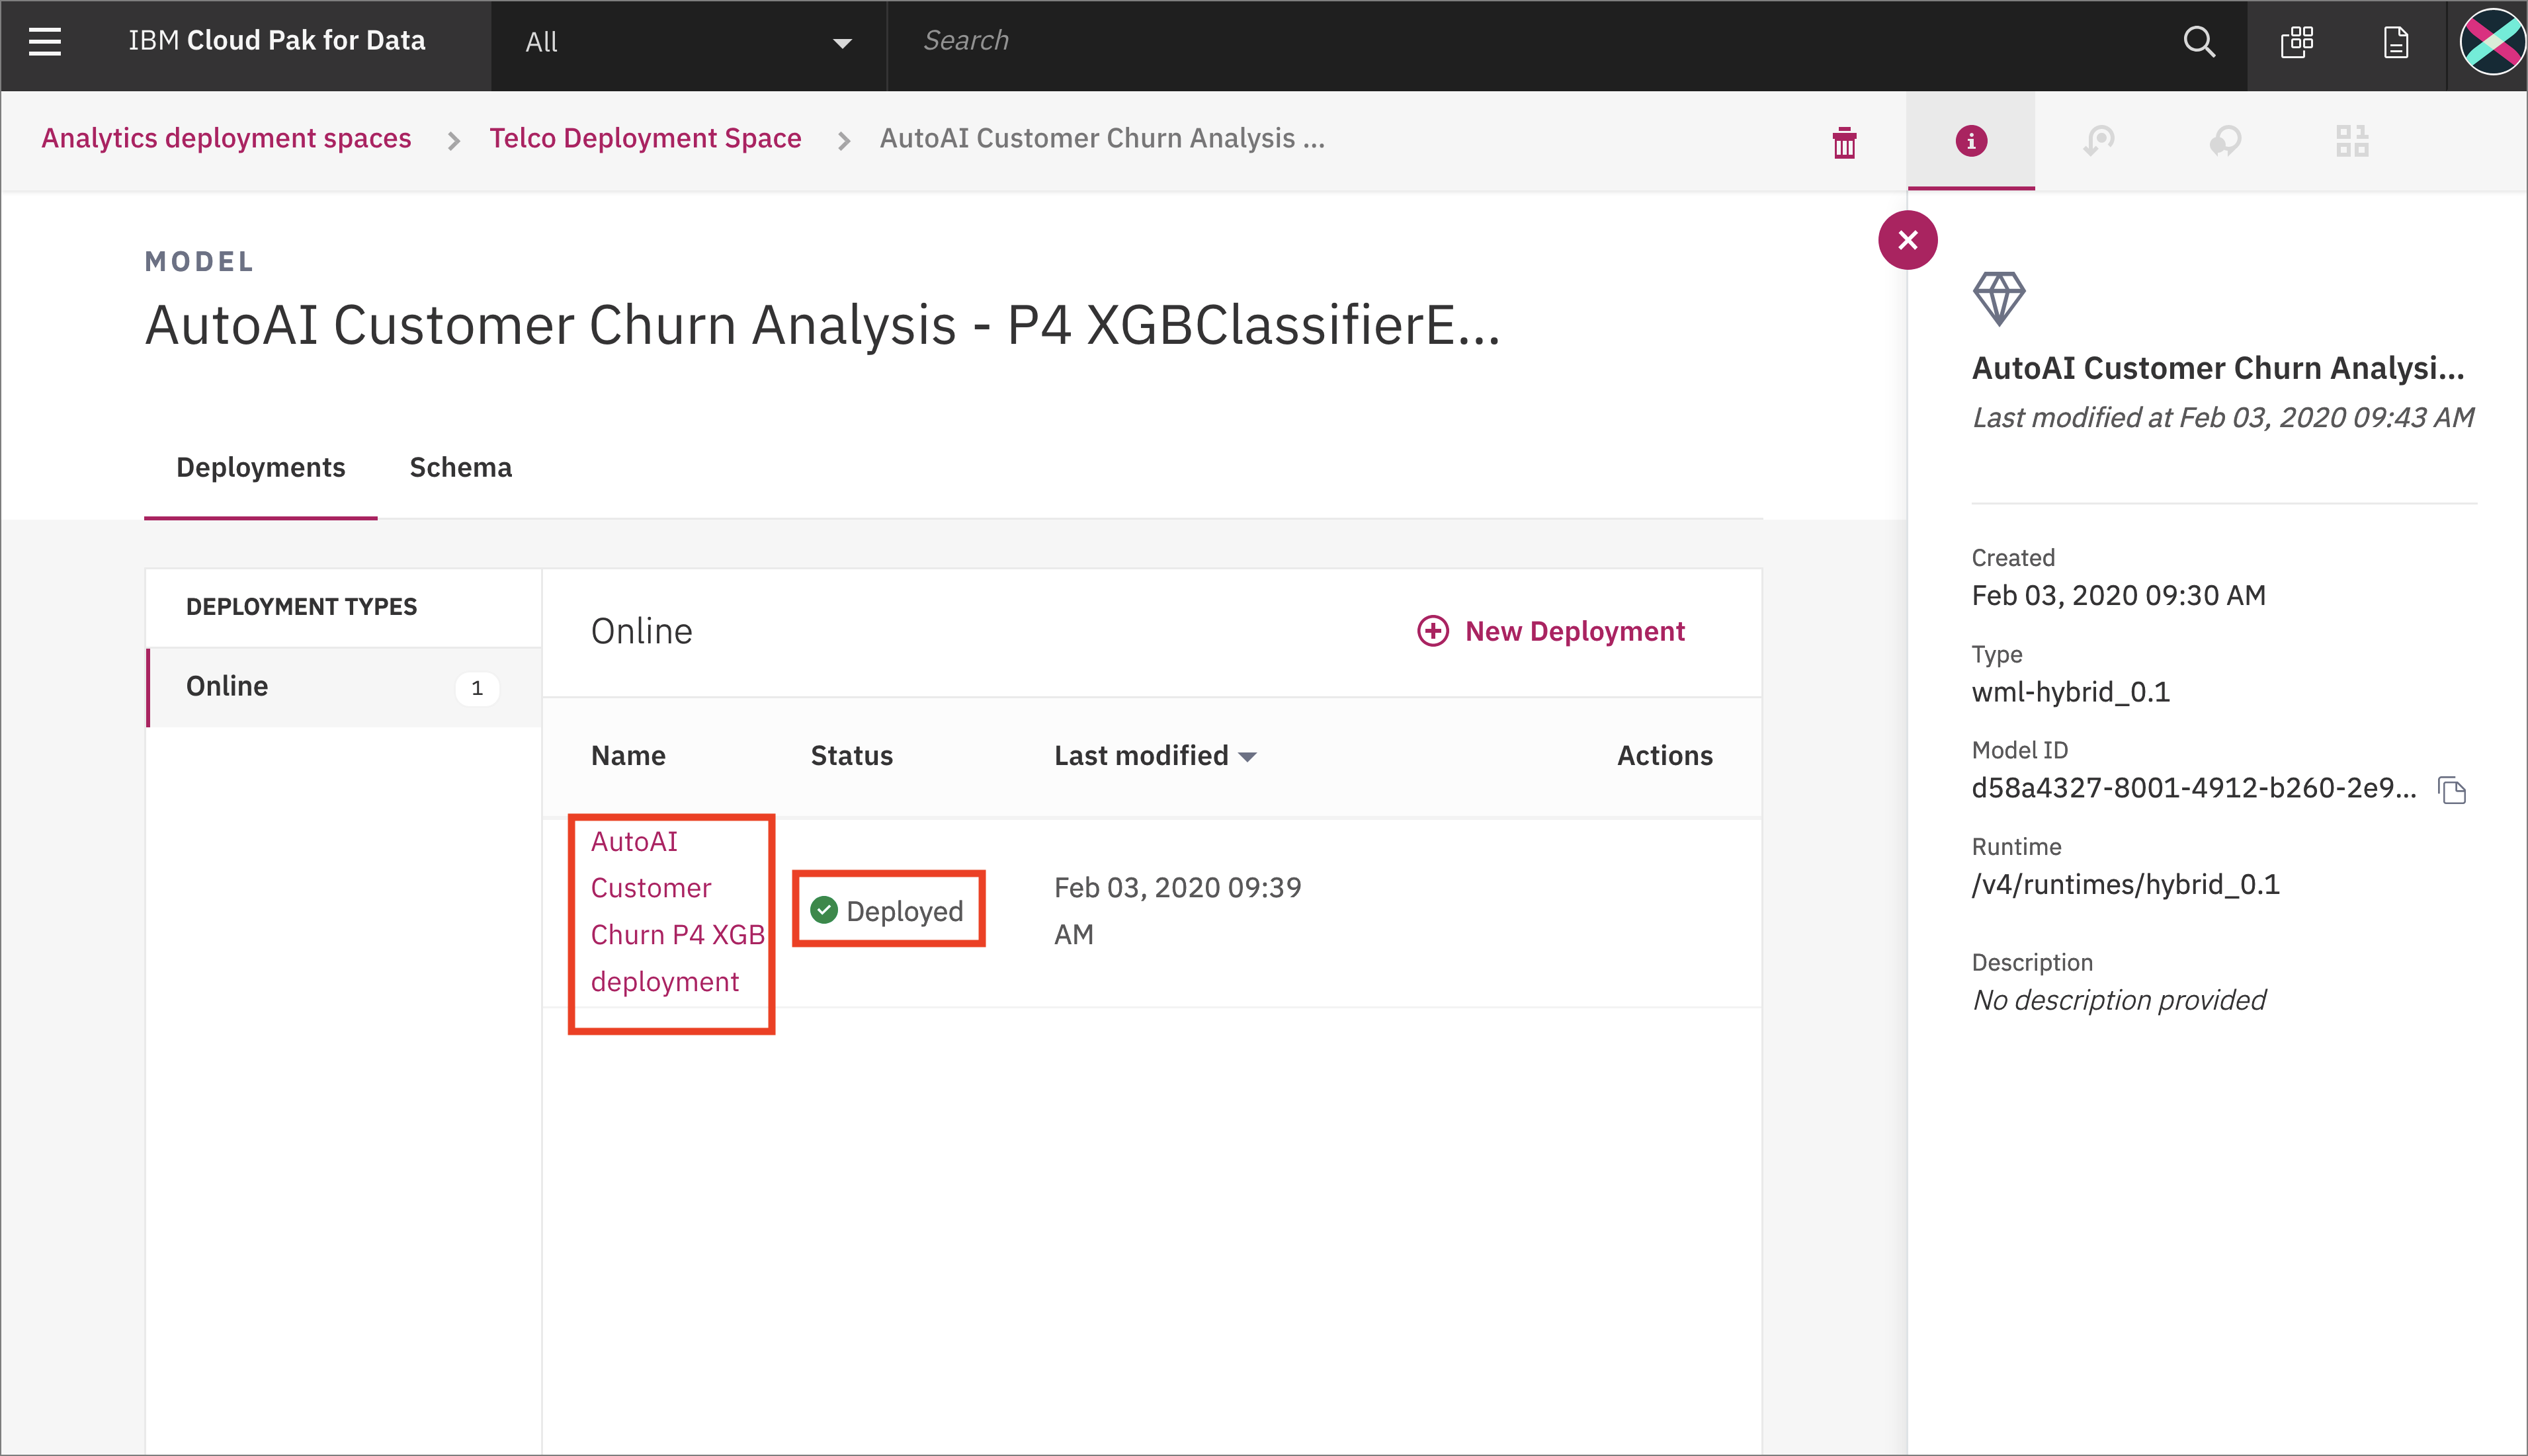 IBM Cloud Pak for Data
All
Search
Analytics deployment spaces
Telco Deployment Space
AutoAI Customer Churn Analysis ...
MODEL
AutoAI Customer Churn Analysis - P4 XGBClassifierE...
Deployments
Schema
DEPLOYMENT TYPES
Online
1
Online
New Deployment
Name
Status
Last modified
Actions
AutoAI
Customer
Churn P4 XGB
deployment
Deployed
Feb 03, 2020 09:39
AM
AutoAI Customer Churn Analysi...
Last modified at Feb 03, 2020 09:43 AM
Created
Feb 03, 2020 09:30 AM
Type
wml-hybrid_0.1
Model ID
d58a4327-8001-4912-b260-2e9...
Runtime
/v4/runtimes/hybrid_0.1
Description
No description provided